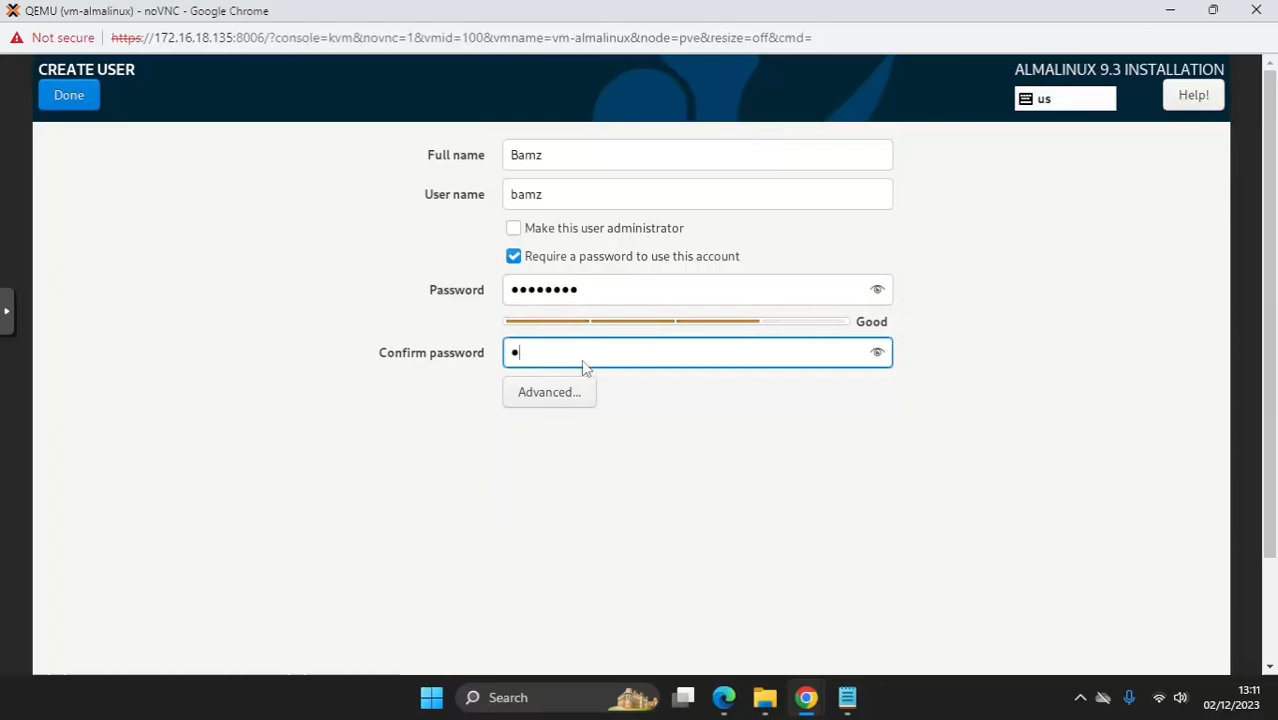 QEMU (vm-almalinux) - noVNC - Google Chrome
Not secure https://172.16.18.135:8006/?console=kvm&novnc=1&vmid=100&vmname=vm-almalinux&node=pve&resize=off&cmd=
CREATE USER
ALMALINUX 9.3 INSTALLATION
Done
us
Help!
Full name Bamz
User name bamz
Make this user administrator
Require a password to use this account
Password ••••••••
Good
Confirm password •
Advanced...
Search
13:11
02/12/2023